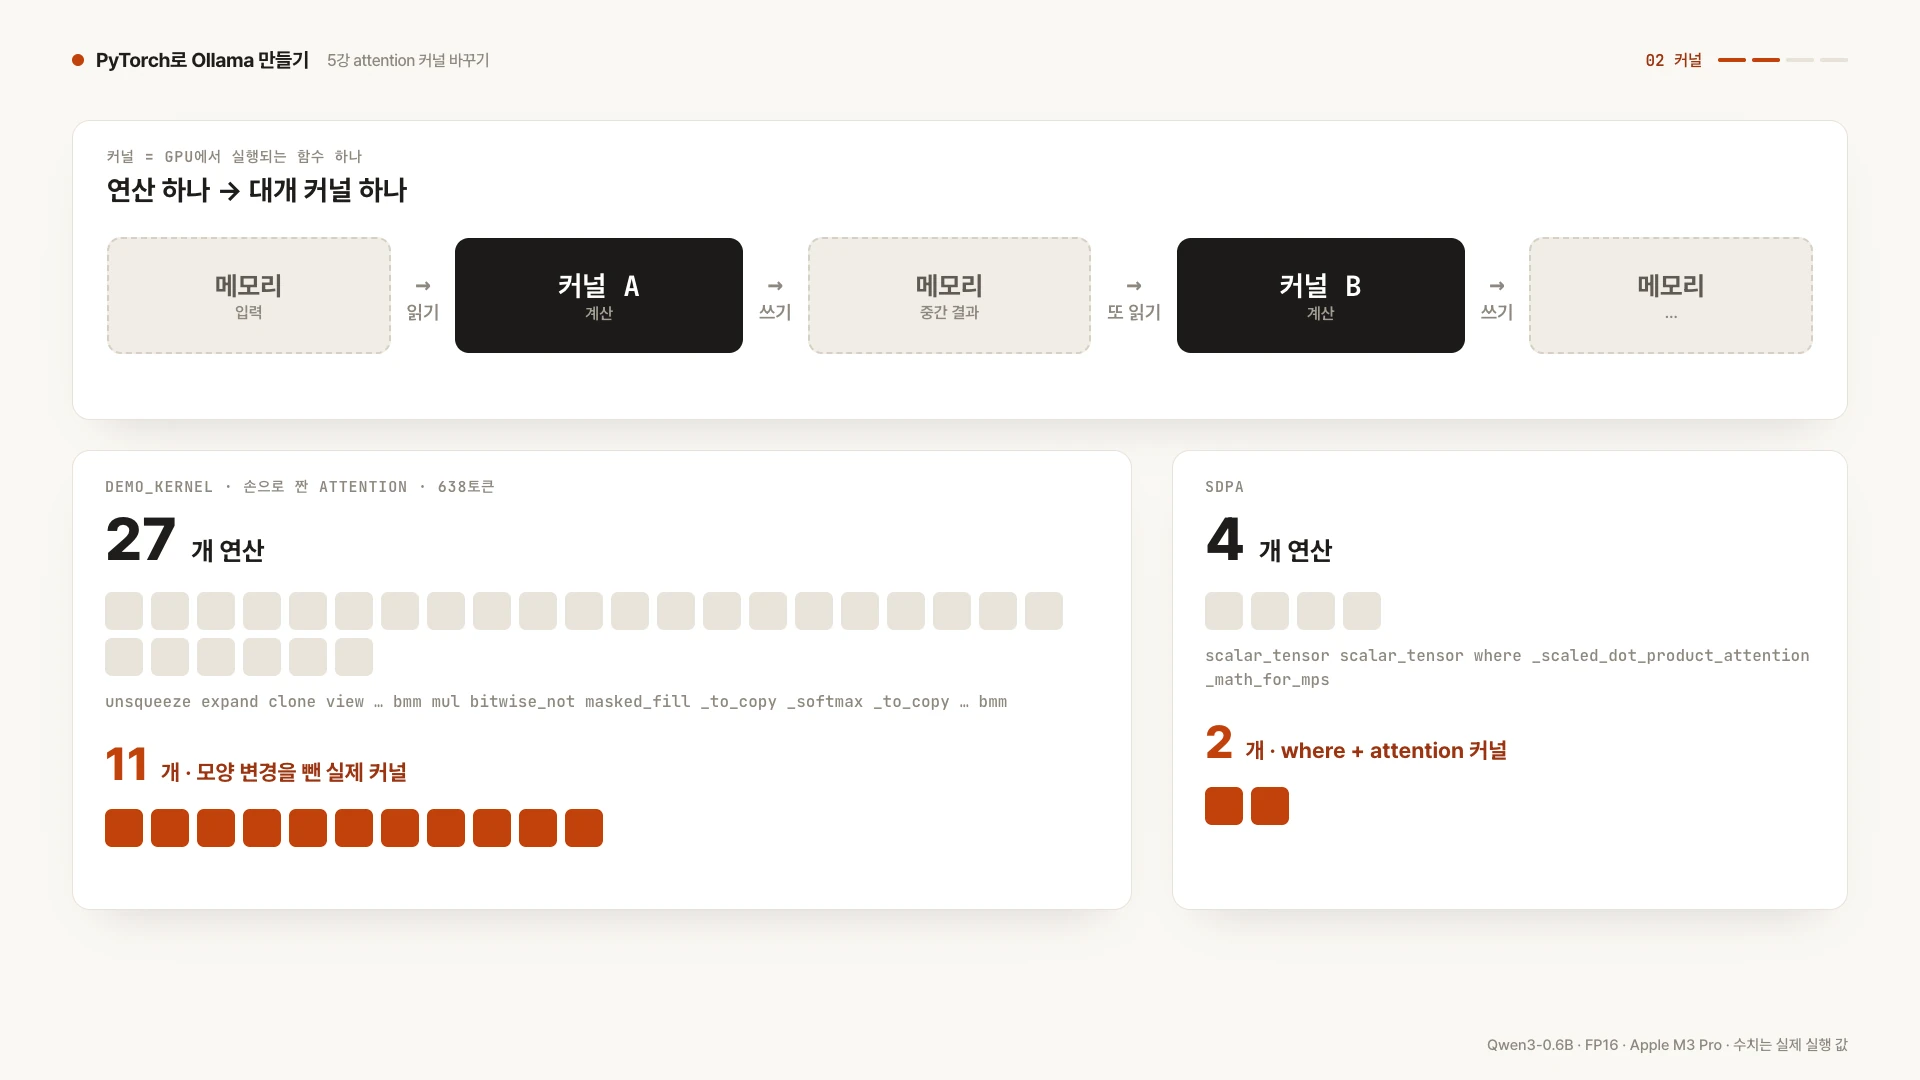 PyTorch로 Ollama 만들기 5강 attention 커널 바꾸기
02 커널
커널 = GPU에서 실행되는 함수 하나
연산 하나 → 대개 커널 하나
메모리
입력
→
읽기
커널 A
계산
→
쓰기
메모리
중간 결과
→
또 읽기
커널 B
계산
→
쓰기
메모리
...
DEMO_KERNEL · 손으로 짠 ATTENTION · 638토큰
27 개 연산
unsqueeze expand clone view … bmm mul bitwise_not masked_fill _to_copy _softmax _to_copy … bmm
11 개 · 모양 변경을 뺀 실제 커널
SDPA
4 개 연산
scalar_tensor scalar_tensor where _scaled_dot_product_attention
_math_for_mps
2 개 · where + attention 커널
Qwen3-0.6B · FP16 · Apple M3 Pro · 수치는 실제 실행 값